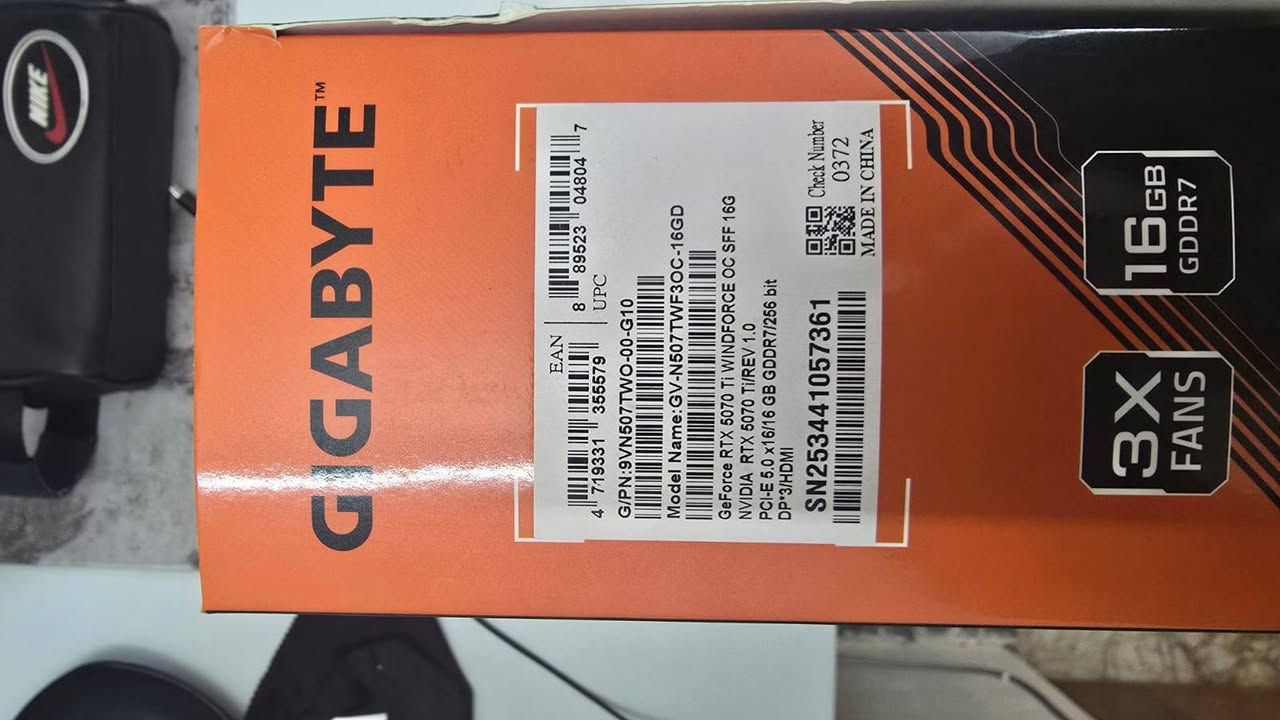 NIKE
GIGABYTE™
EAN
UPC
4 719331 355579
8 89523 04804 7
G/PN:9VN507TWO-00-G10
Model Name:GV-N507TWF3OC-16GD
GeForce RTX 5070 Ti WINDFORCE OC SFF 16G
NVIDIA RTX 5070 Ti/REV 1.0
PCI-E 5.0 x16/16 GB GDDR7/256 bit
DP*3/HDMI
SN253441057361
Check Number
0372
MADE IN CHINA
3X
FANS
16GB
GDDR7